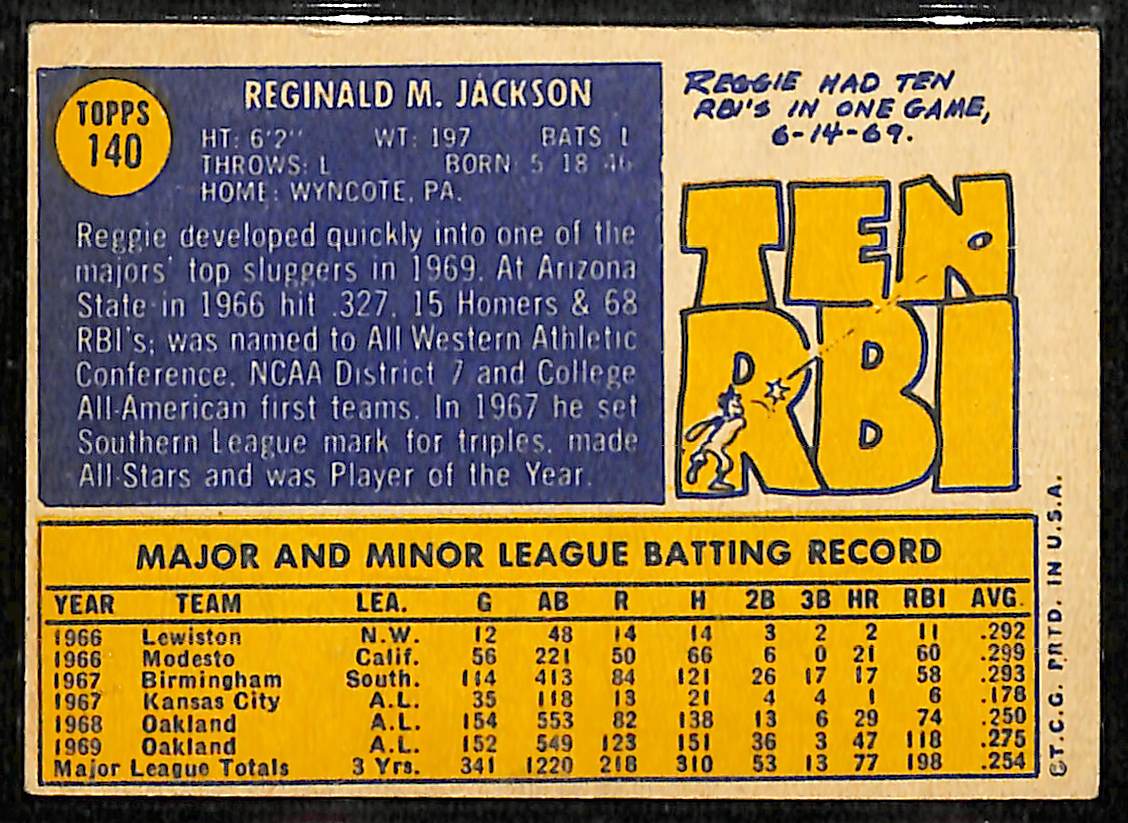 TOPPS
140
REGINALD M. JACKSON
HT: 6'2" WT: 197 BATS L
THROWS: L BORN 5 18 46
HOME: WYNCOTE, PA.
Reggie developed quickly into one of the
majors' top sluggers in 1969. At Arizona
State in 1966 hit .327, 15 Homers & 68
RBI's; was named to All Western Athletic
Conference, NCAA District 7 and College
All-American first teams. In 1967 he set
Southern League mark for triples, made
All-Stars and was Player of the Year.
REGGIE HAD TEN
RBI'S IN ONE GAME,
6-14-69.
TEN
RBI
MAJOR AND MINOR LEAGUE BATTING RECORD
YEAR TEAM LEA. G AB R H 2B 3B HR RBI AVG.
1966 Lewiston N.W. 12 48 14 14 3 2 2 11 .292
1966 Modesto Calif. 56 221 50 66 6 0 21 60 .299
1967 Birmingham South. 114 413 84 121 26 17 17 58 .293
1967 Kansas City A.L. 35 118 13 21 4 4 1 6 .178
1968 Oakland A.L. 154 553 82 138 13 6 29 74 .250
1969 Oakland A.L. 152 549 123 151 36 3 47 118 .275
Major League Totals 3 Yrs. 341 1220 218 310 53 13 77 198 .254
©T.C.G. PRTD. IN U.S.A.